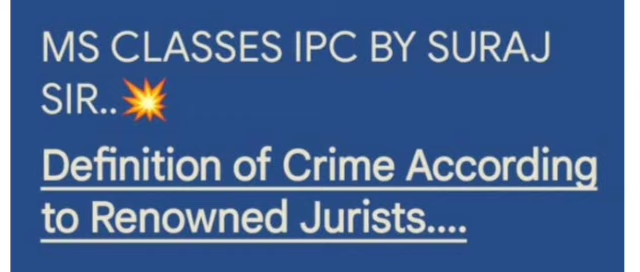 MS CLASSES IPC BY SURAJ
SIR..💥
Definition of Crime According
to Renowned Jurists....